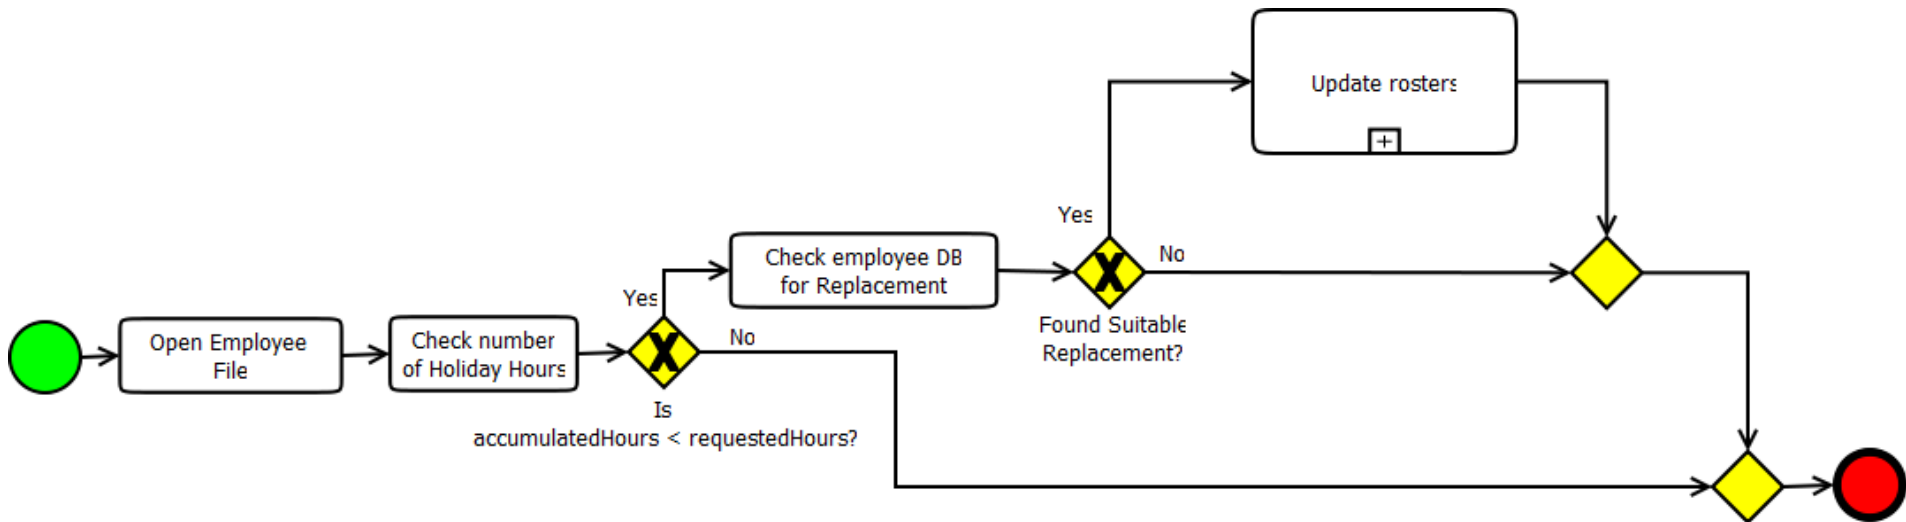 Update rosters
+
Yes
No
Check employee DB
for Replacement
Found Suitable
Replacement?
Yes
No
Open Employee
File
Check number
of Holiday Hours
Is
accumulatedHours < requestedHours?